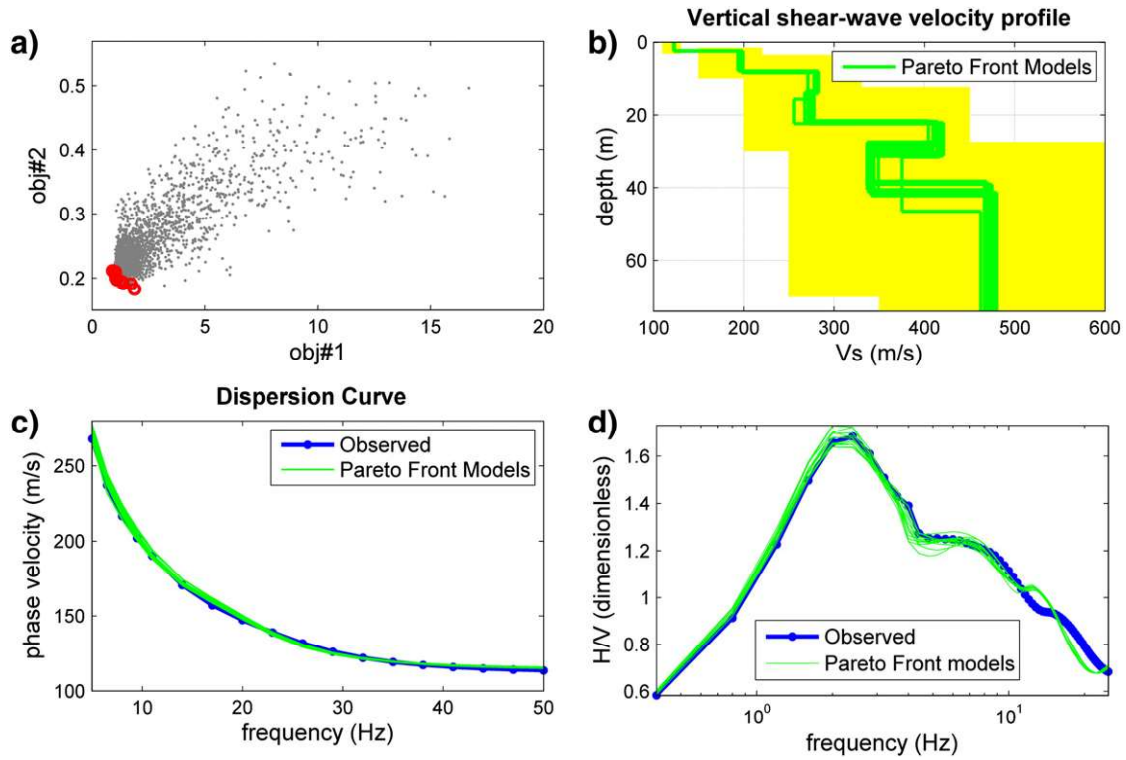 a)
0.5
0.4
0.3
0.2
obj#2
0 5 10 15 20
obj#1
Vertical shear-wave velocity profile
b)
0
20
40
60
depth (m)
Pareto Front Models
100 200 300 400 500 600
Vs (m/s)
Dispersion Curve
c)
250
200
150
100
phase velocity (m/s)
Observed
Pareto Front Models
10 20 30 40 50
frequency (Hz)
d)
1.6
1.4
1.2
1
0.8
0.6
H/V (dimensionless)
Observed
Pareto Front models
10⁰ 10¹
frequency (Hz)